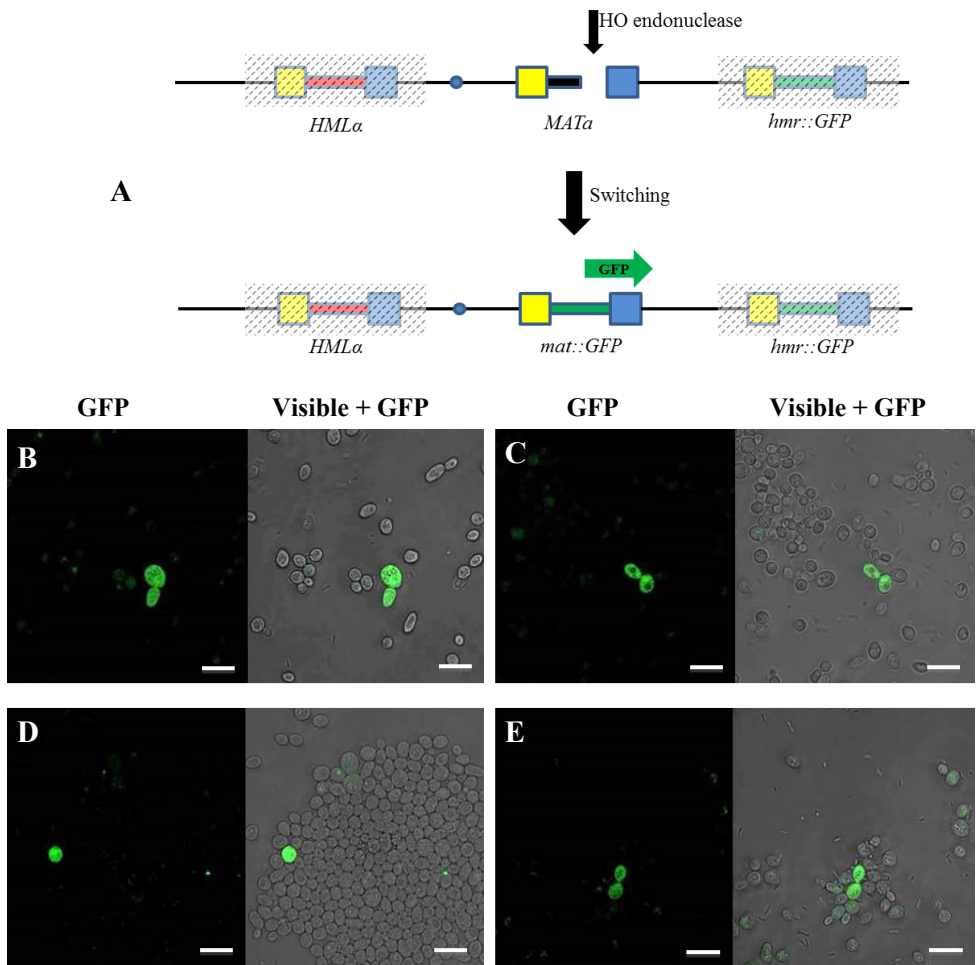 HO endonuclease
HMLα
MATa
hmr::GFP
A
Switching
GFP
HMLα
mat::GFP
hmr::GFP
GFP
Visible + GFP
GFP
Visible + GFP
B
C
D
E